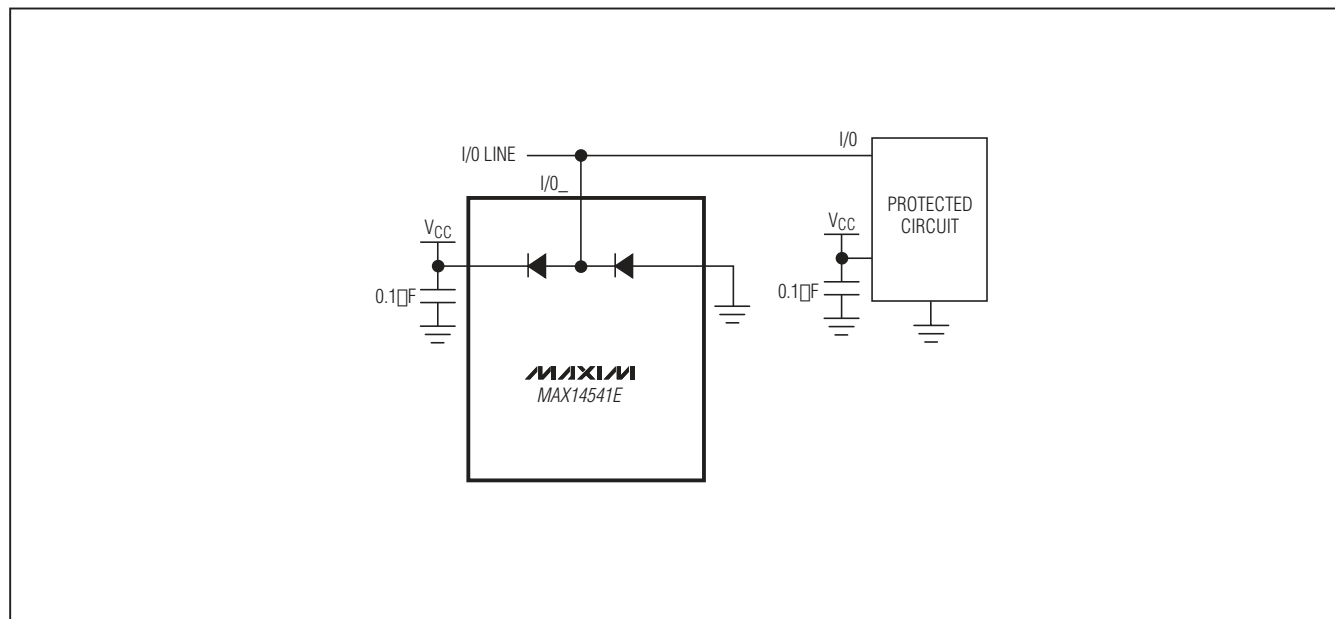 I/0 LINE
I/0
I/0_
PROTECTED
CIRCUIT
VCC
VCC
0.1▯F
0.1▯F
MAXIM
MAX14541E